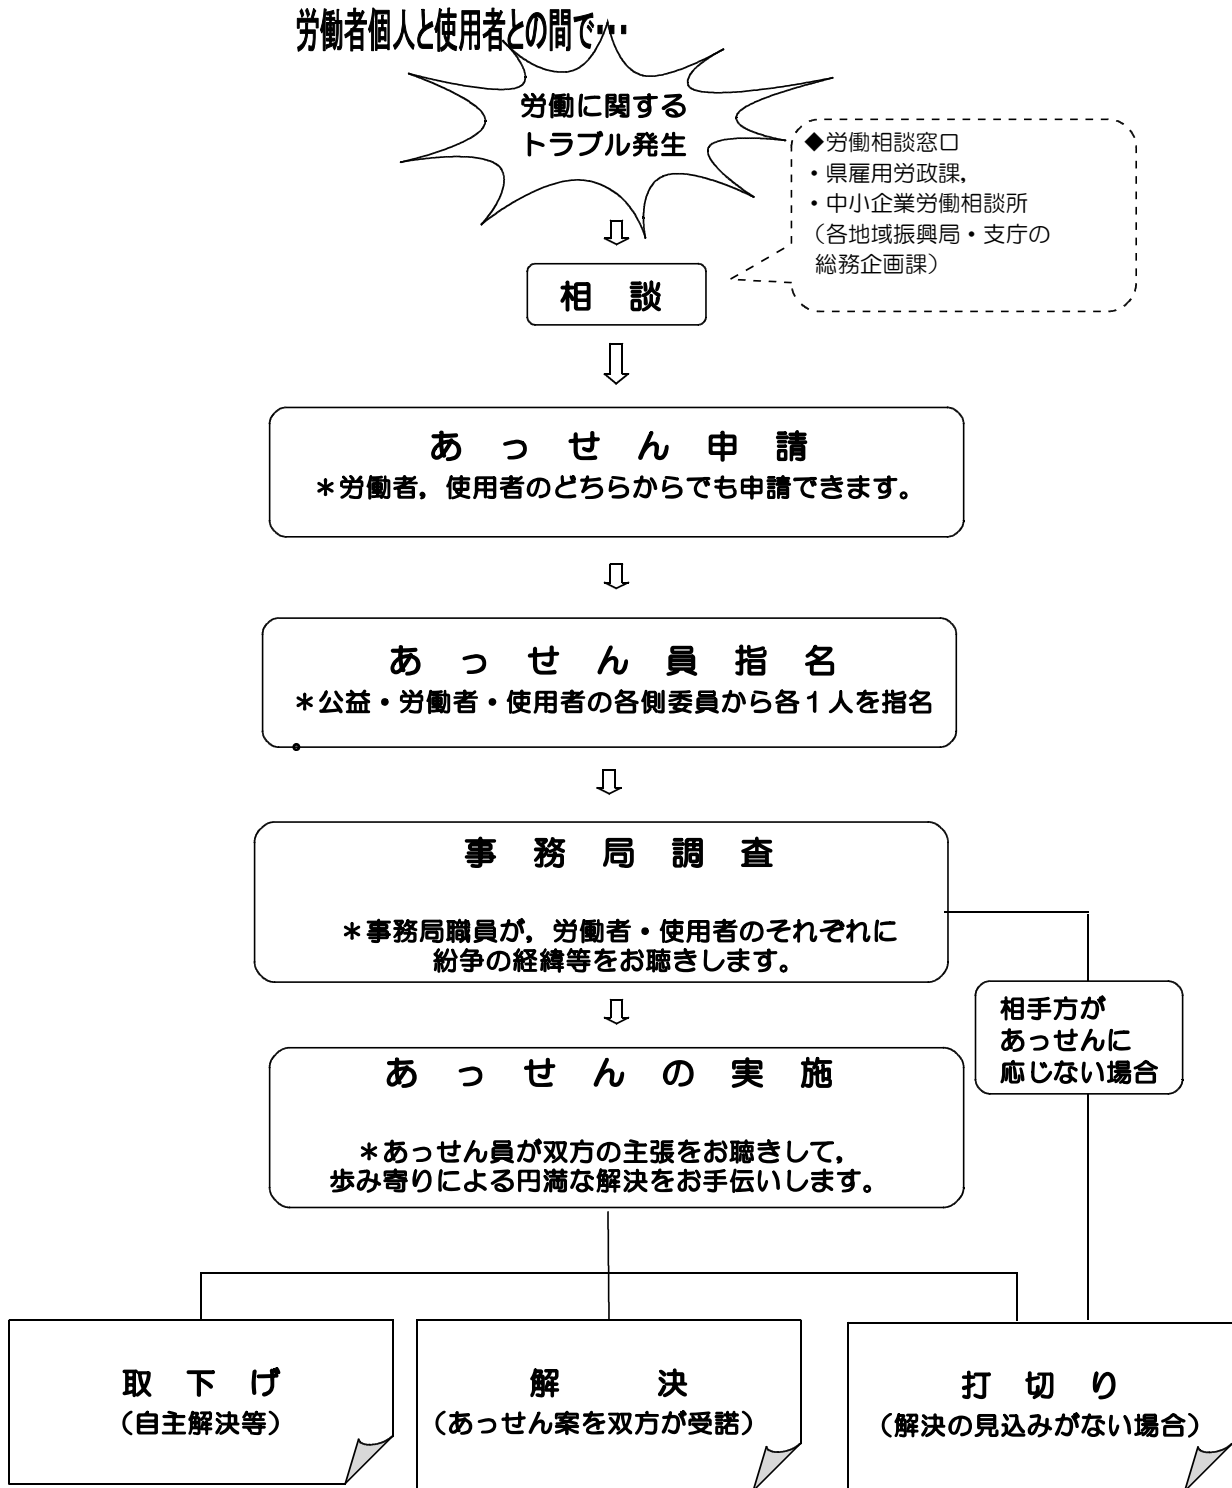 労働者個人と使用者との間で･･･
労働に関する
トラブル発生
◆労働相談窓口
・県雇用労政課，
・中小企業労働相談所
（各地域振興局・支庁の
総務企画課）
相　談
あ　っ　せ　ん　申　請
＊労働者，使用者のどちらからでも申請できます。
あ　っ　せ　ん　員　指　名
＊公益・労働者・使用者の各側委員から各１人を指名
。
事　務　局　調　査
＊事務局職員が，労働者・使用者のそれぞれに
紛争の経緯等をお聴きします。
相手方が
あっせんに
応じない場合
あ　っ　せ　ん　の　実　施
＊あっせん員が双方の主張をお聴きして，
歩み寄りによる円満な解決をお手伝いします。
取　下　げ
（自主解決等）
解　　　決
（あっせん案を双方が受諾）
打　切　り
（解決の見込みがない場合）